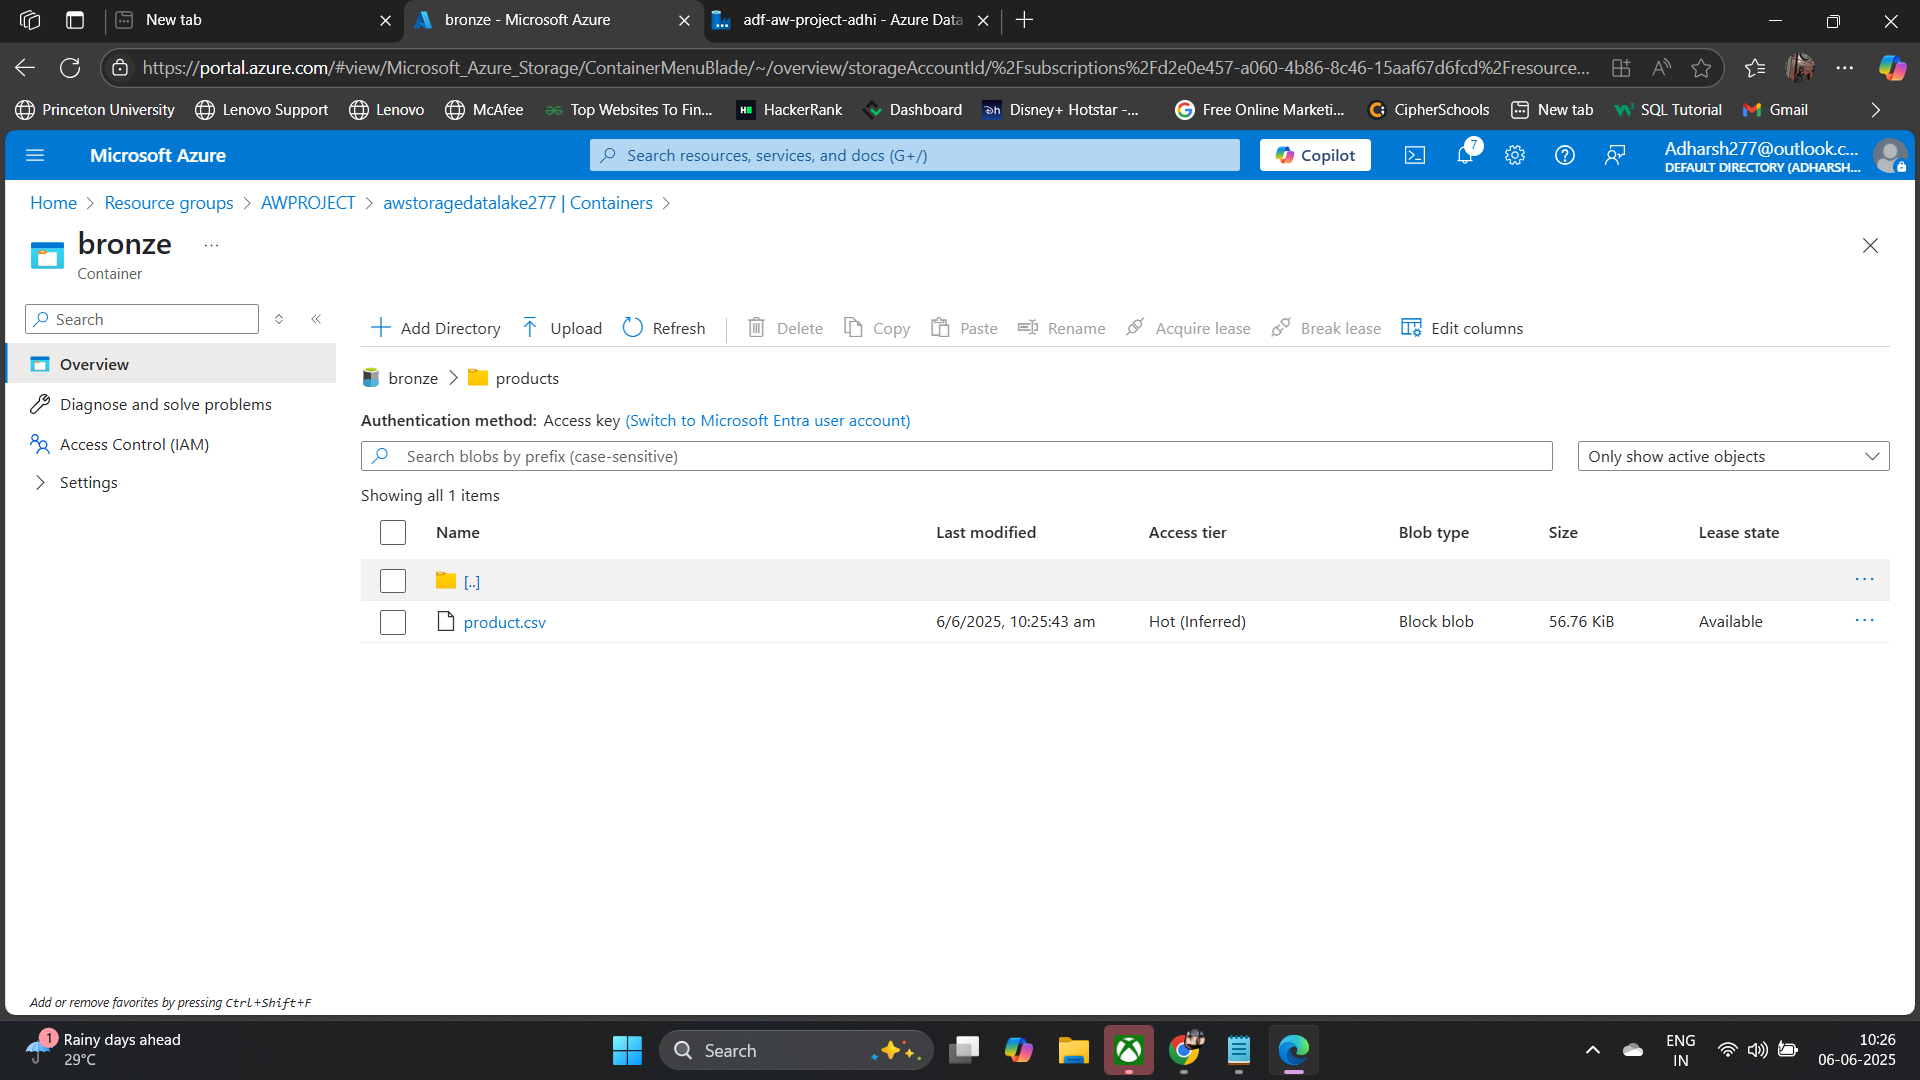 New tab
bronze - Microsoft Azure
adf-aw-project-adhi - Azure Data
https://portal.azure.com/#view/Microsoft_Azure_Storage/ContainerMenuBlade/~/overview/storageAccountId/%2Fsubscriptions%2Fd2e0e457-a060-4b86-8c46-15aaf67d6fcd%2Fresource...
Princeton University
Lenovo Support
Lenovo
McAfee
Top Websites To Fin...
HackerRank
Dashboard
Disney+ Hotstar -...
Free Online Marketi...
CipherSchools
New tab
SQL Tutorial
Gmail
Microsoft Azure
Search resources, services, and docs (G+/)
Copilot
7
Adharsh277@outlook.c...
DEFAULT DIRECTORY (ADHARSH...
Home > Resource groups > AWPROJECT > awstoragedatalake277 | Containers >
bronze ...
Container
Search
Overview
Diagnose and solve problems
Access Control (IAM)
Settings
Add Directory Upload Refresh Delete Copy Paste Rename Acquire lease Break lease Edit columns
bronze > products
Authentication method: Access key (Switch to Microsoft Entra user account)
Search blobs by prefix (case-sensitive)
Only show active objects
Showing all 1 items
Name Last modified Access tier Blob type Size Lease state
[..] ...
product.csv 6/6/2025, 10:25:43 am Hot (Inferred) Block blob 56.76 KiB Available ...
Add or remove favorites by pressing Ctrl+Shift+F
1
Rainy days ahead
29°C
Search
ENG
IN
10:26
06-06-2025